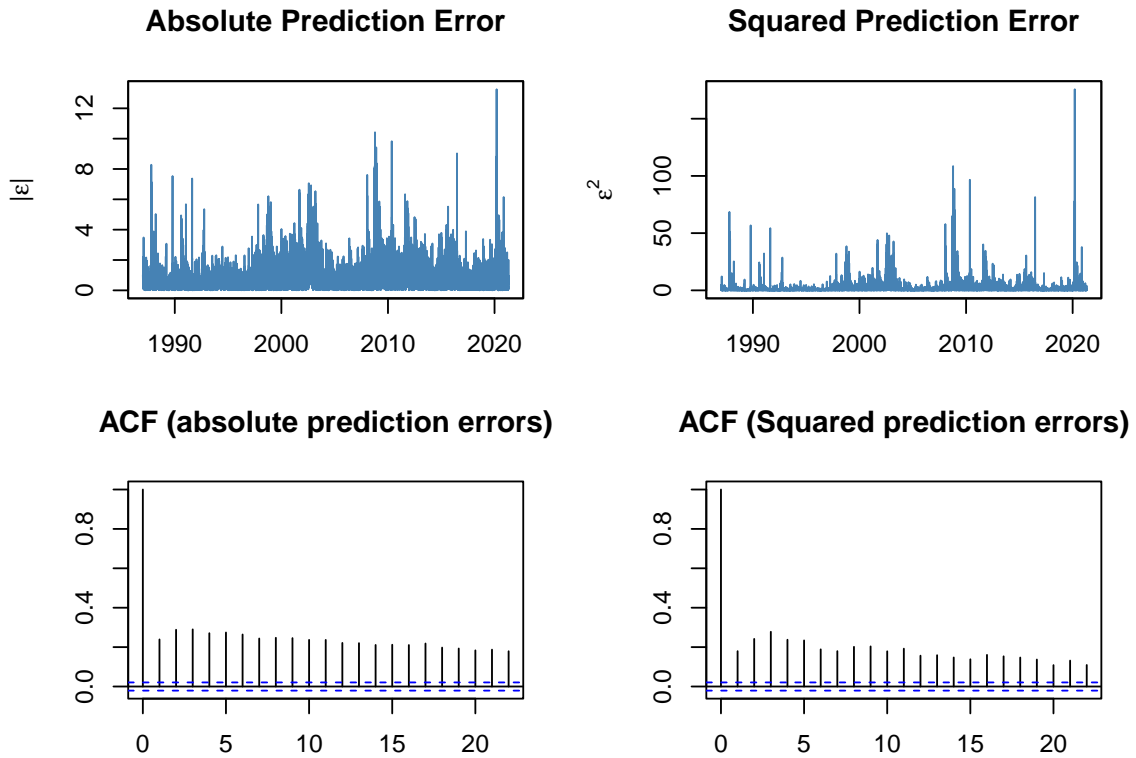 Absolute Prediction Error
|ε|
12
8
4
0
1990 2000 2010 2020
Squared Prediction Error
ε²
100
50
0
1990 2000 2010 2020
ACF (absolute prediction errors)
0.8
0.4
0.0
0 5 10 15 20
ACF (Squared prediction errors)
0.8
0.4
0.0
0 5 10 15 20